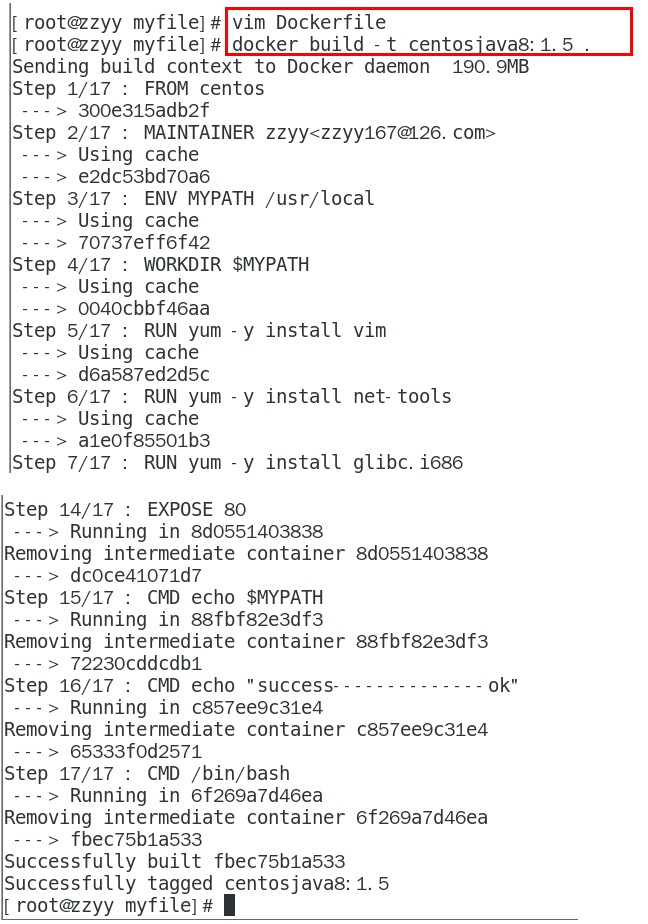 [root@zzyy myfile]# vim Dockerfile
[root@zzyy myfile]# docker build -t centosjava8:1.5 .
Sending build context to Docker daemon  190.9MB
Step 1/17 : FROM centos
 ---> 300e315adb2f
Step 2/17 : MAINTAINER zzyy<zzyy167@126.com>
 ---> Using cache
 ---> e2dc53bd70a6
Step 3/17 : ENV MYPATH /usr/local
 ---> Using cache
 ---> 70737eff6f42
Step 4/17 : WORKDIR $MYPATH
 ---> Using cache
 ---> 0040cbbf46aa
Step 5/17 : RUN yum -y install vim
 ---> Using cache
 ---> d6a587ed2d5c
Step 6/17 : RUN yum -y install net-tools
 ---> Using cache
 ---> a1e0f85501b3
Step 7/17 : RUN yum -y install glibc.i686
Step 14/17 : EXPOSE 80
 ---> Running in 8d0551403838
Removing intermediate container 8d0551403838
 ---> dc0ce41071d7
Step 15/17 : CMD echo $MYPATH
 ---> Running in 88fbf82e3df3
Removing intermediate container 88fbf82e3df3
 ---> 72230cddcdb1
Step 16/17 : CMD echo "success--------------ok"
 ---> Running in c857ee9c31e4
Removing intermediate container c857ee9c31e4
 ---> 65333f0d2571
Step 17/17 : CMD /bin/bash
 ---> Running in 6f269a7d46ea
Removing intermediate container 6f269a7d46ea
 ---> fbec75b1a533
Successfully built fbec75b1a533
Successfully tagged centosjava8:1.5
[root@zzyy myfile]#